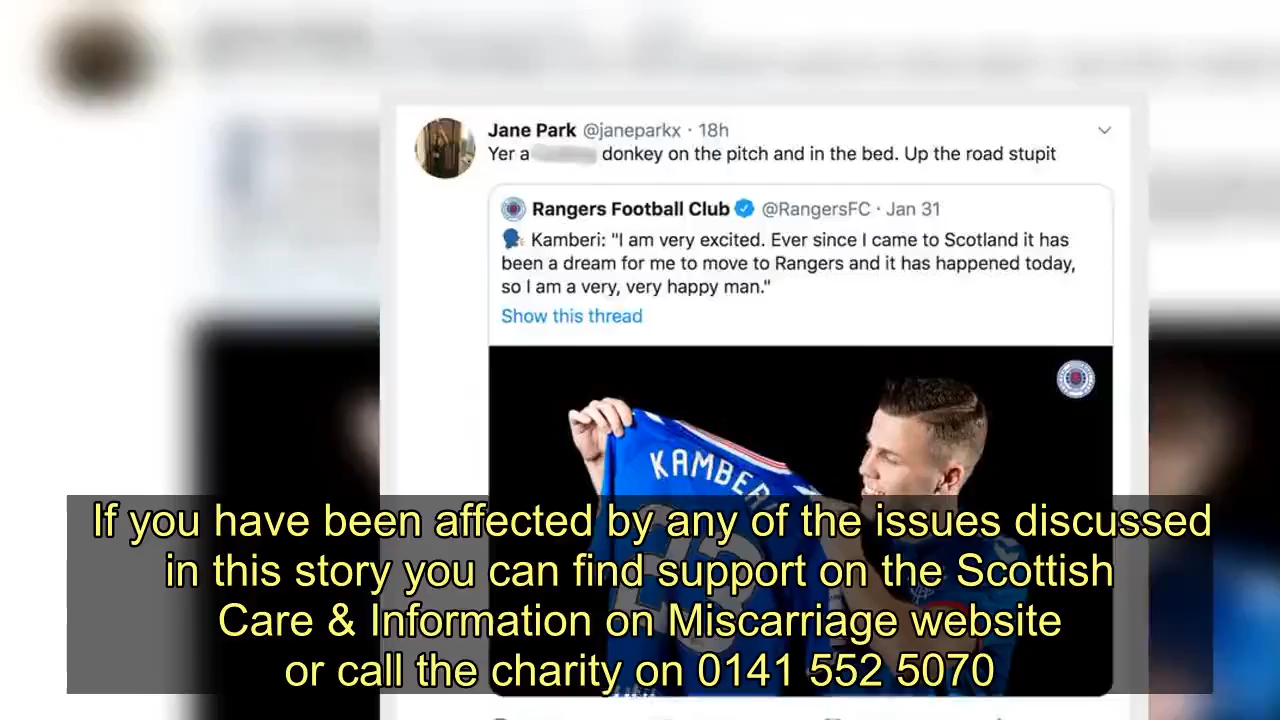 Jane Park @janeparkx · 18h
Yer a donkey on the pitch and in the bed. Up the road stupit
Rangers Football Club @RangersFC · Jan 31
Kamberi: "I am very excited. Ever since I came to Scotland it has
been a dream for me to move to Rangers and it has happened today,
so I am a very, very happy man."
Show this thread
KAMBER
If you have been affected by any of the issues discussed
in this story you can find support on the Scottish
Care & Information on Miscarriage website
or call the charity on 0141 552 5070